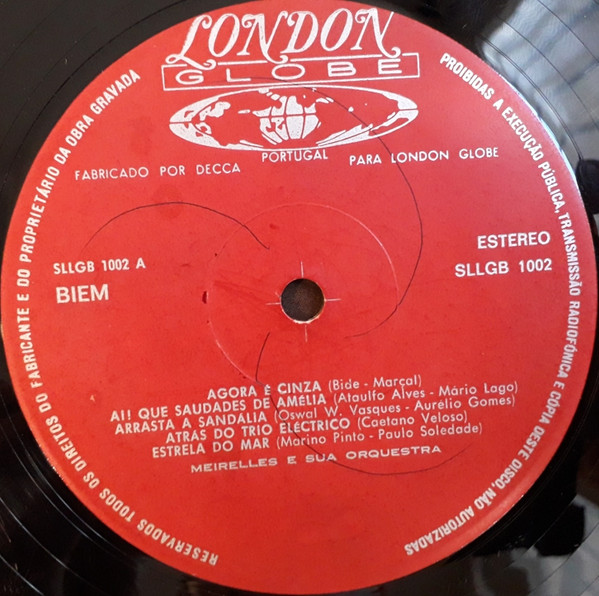 LONDON
GLOBE
FABRICADO POR DECCA PORTUGAL PARA LONDON GLOBE
SLLGB 1002 A
BIEM
ESTEREO
SLLGB 1002
AGORA É CINZA (Bide - Marçal)
AI! QUE SAUDADES DE AMÉLIA (Ataulfo Alves - Mário Lago)
ARRASTA A SANDÁLIA (Oswal W. Vasques - Aurélio Gomes)
ATRÁS DO TRIO ELÉCTRICO (Caetano Veloso)
ESTRELA DO MAR (Marino Pinto - Paulo Soledade)
MEIRELLES E SUA ORQUESTRA
RESERVADOS TODOS OS DIREITOS DO FABRICANTE E DO PROPRIETÁRIO DA OBRA GRAVADA
PROIBIDAS A EXECUÇÃO PÚBLICA, TRANSMISSÃO RADIOFÓNICA E CÓPIA DESTE DISCO, NÃO AUTORIZADAS